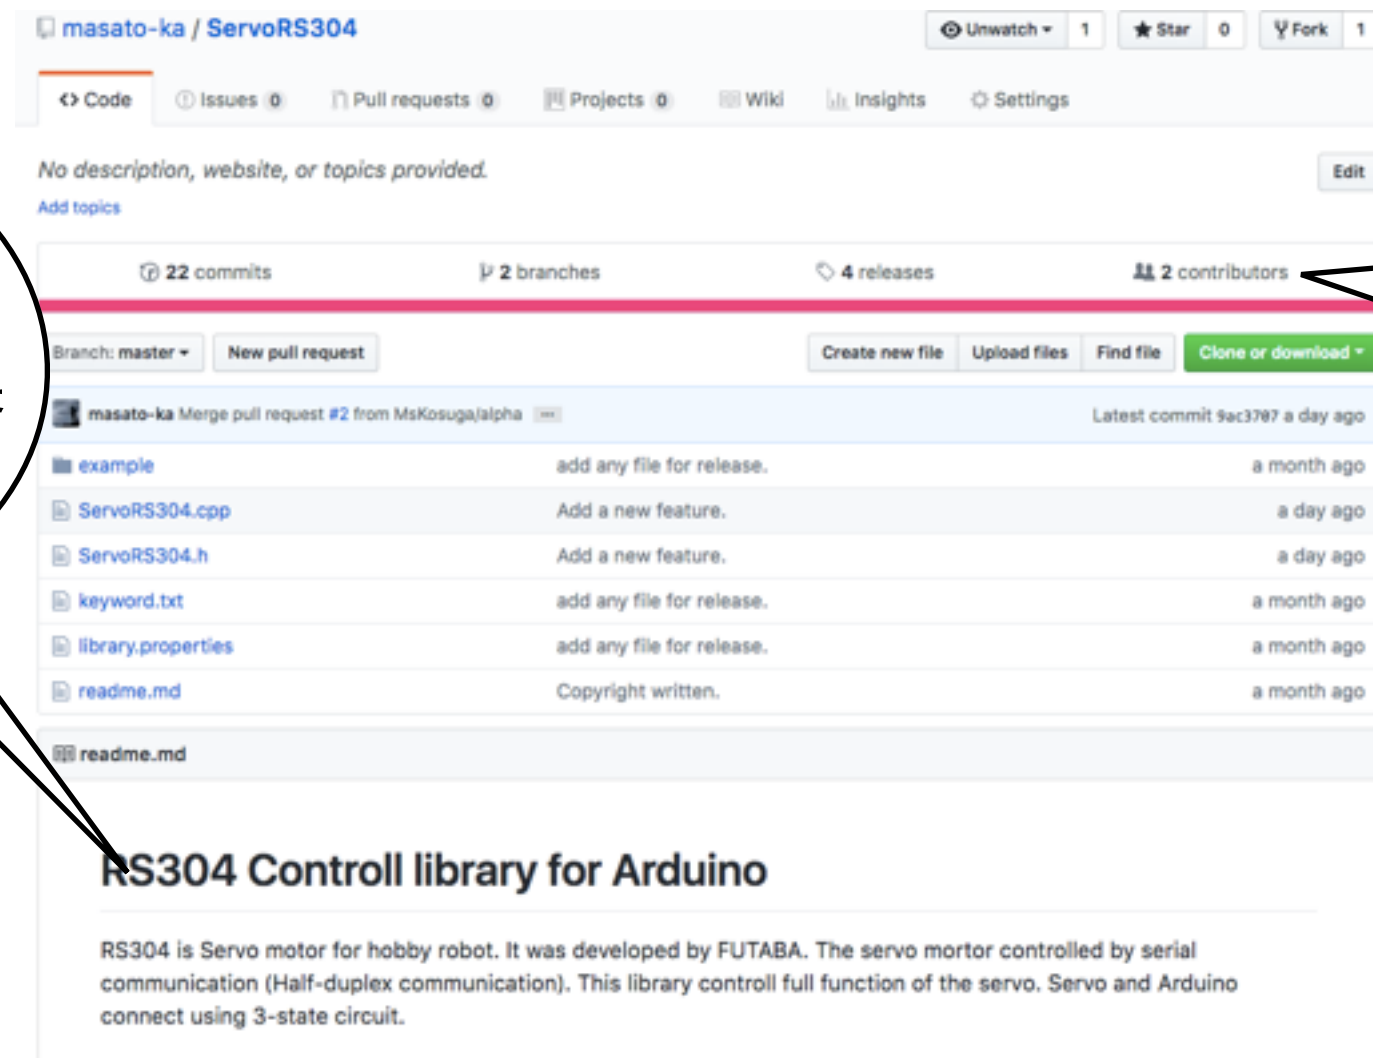 masato-ka / ServoRS304
Unwatch 1 Star 0 Fork 1
Code Issues 0 Pull requests 0 Projects 0 Wiki Insights Settings
No description, website, or topics provided.
Edit
Add topics
22 commits 2 branches 4 releases 2 contributors
Branch: master New pull request Create new file Upload files Find file Clone or download
masato-ka Merge pull request #2 from MsKosuga/alpha ... Latest commit 9ac3707 a day ago
example add any file for release. a month ago
ServoRS304.cpp Add a new feature. a day ago
ServoRS304.h Add a new feature. a day ago
keyword.txt add any file for release. a month ago
library.properties add any file for release. a month ago
readme.md Copyright written. a month ago
readme.md
RS304 Controll library for Arduino
RS304 is Servo motor for hobby robot. It was developed by FUTABA. The servo mortor controlled by serial
communication (Half-duplex communication). This library controll full function of the servo. Servo and Arduino
connect using 3-state circuit.